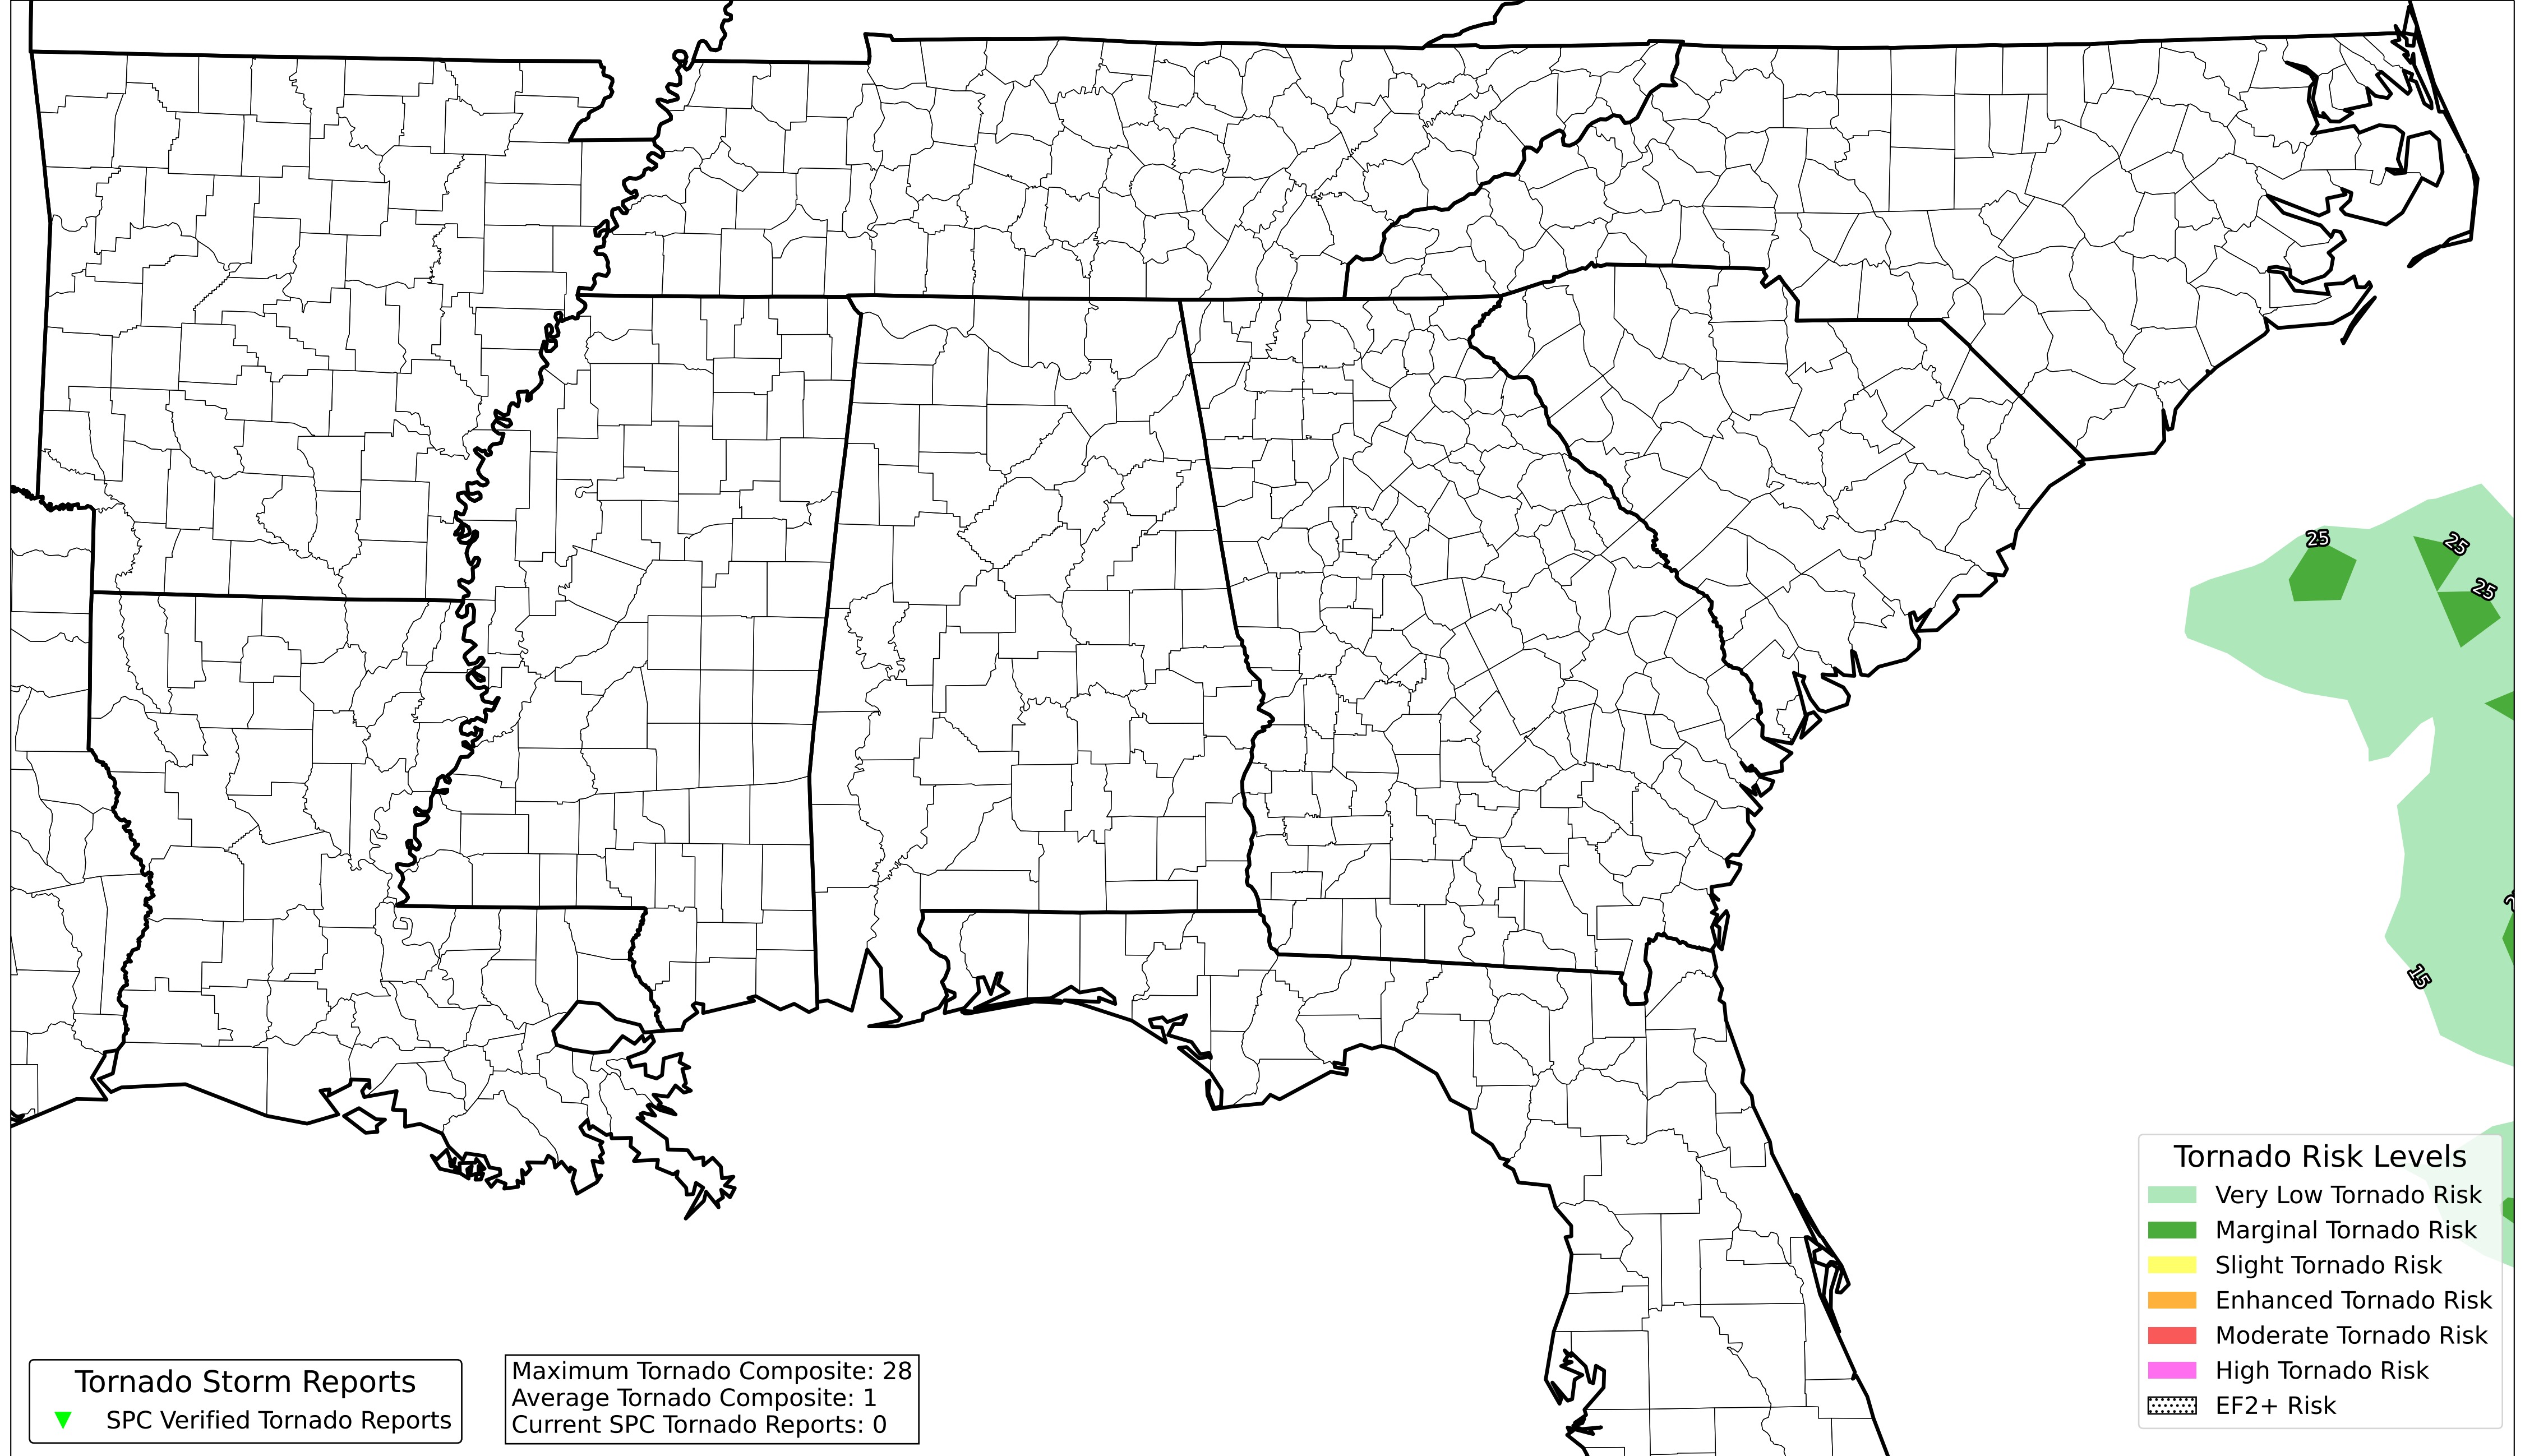 25
25
25
15
Tornado Risk Levels
Very Low Tornado Risk
Marginal Tornado Risk
Slight Tornado Risk
Enhanced Tornado Risk
Moderate Tornado Risk
High Tornado Risk
EF2+ Risk
Tornado Storm Reports
SPC Verified Tornado Reports
Maximum Tornado Composite: 28
Average Tornado Composite: 1
Current SPC Tornado Reports: 0